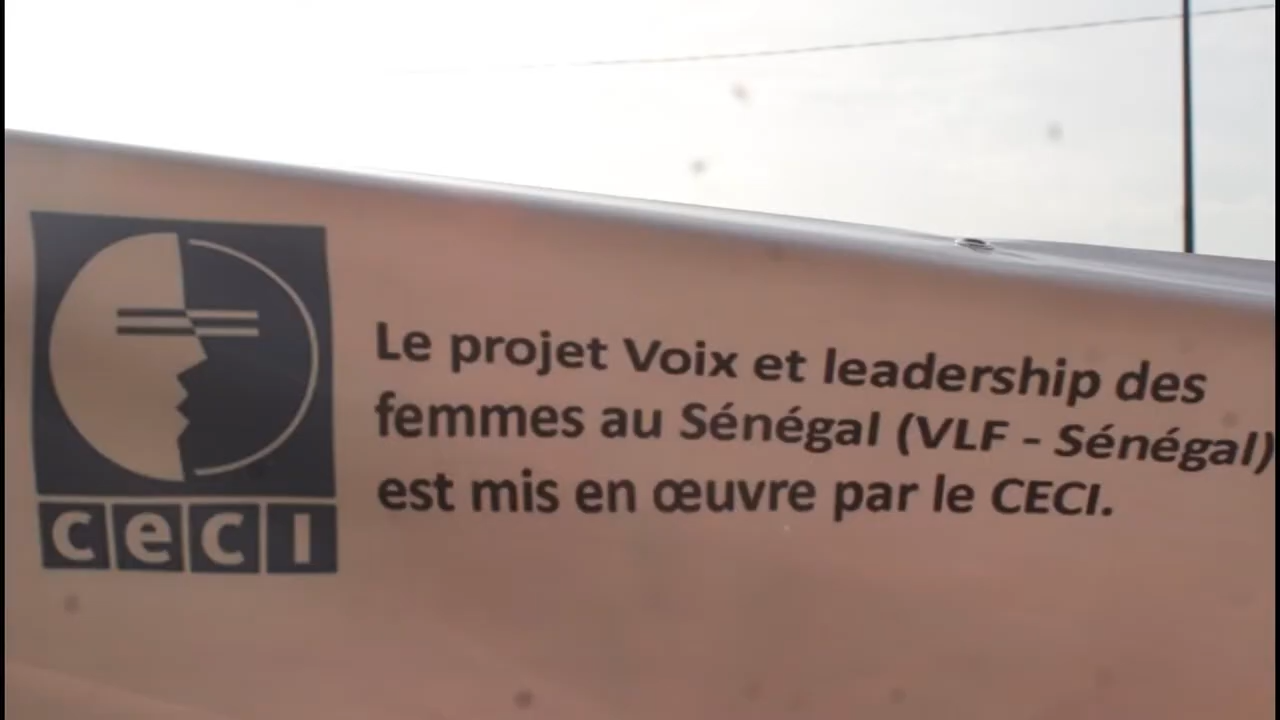 Le projet Voix et leadership des
femmes au Sénégal (VLF - Sénégal)
est mis en œuvre par le CECI.
ceci